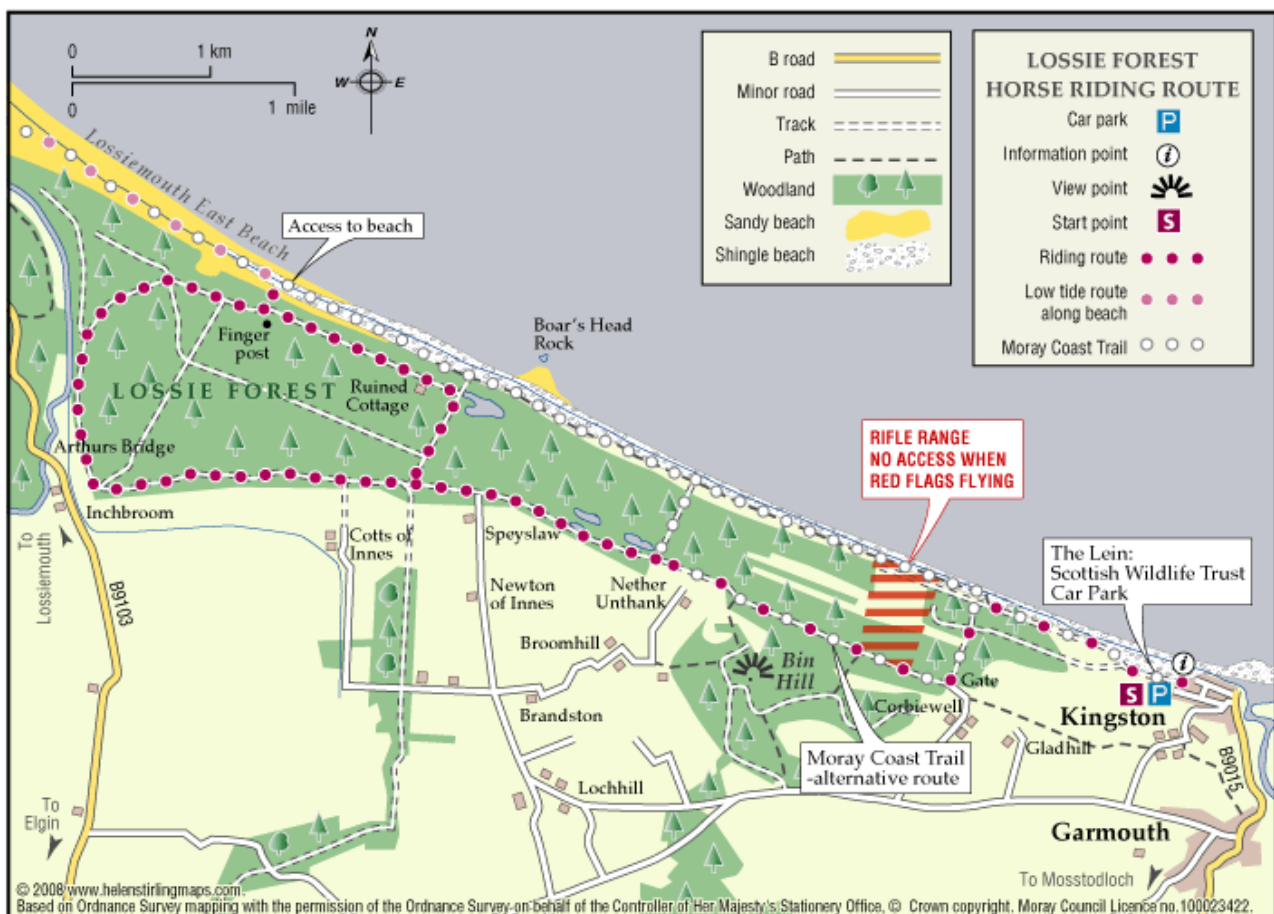 0 1 km
0 1 mile
N
W E
B road
Minor road
Track
Path
Woodland
Sandy beach
Shingle beach
LOSSIE FOREST
HORSE RIDING ROUTE
Car park
P
Information point
i
View point
Start point
S
Riding route
Low tide route
along beach
Moray Coast Trail
Lossiemouth East Beach
Access to beach
Finger
post
Boar's Head
Rock
LOSSIE FOREST
Ruined
Cottage
Arthurs Bridge
Inchbroom
RIFLE RANGE
NO ACCESS WHEN
RED FLAGS FLYING
To
Lossiemouth
B9103
Cotts of
Innes
Speyslaw
Newton
of Innes
Nether
Unthank
Broomhill
The Lein:
Scottish Wildlife Trust
Car Park
i
S P
Bin
Hill
Gate
Corbiewell
Kingston
Gladhill
Brandston
Moray Coast Trail
-alternative route
Lochhill
B9015
To
Elgin
Garmouth
To Mosstodloch
© 2008 www.helenstirlingmaps.com.
Based on Ordnance Survey mapping with the permission of the Ordnance Survey on behalf of the Controller of Her Majesty's Stationery Office, © Crown copyright. Moray Council Licence no.100023422.